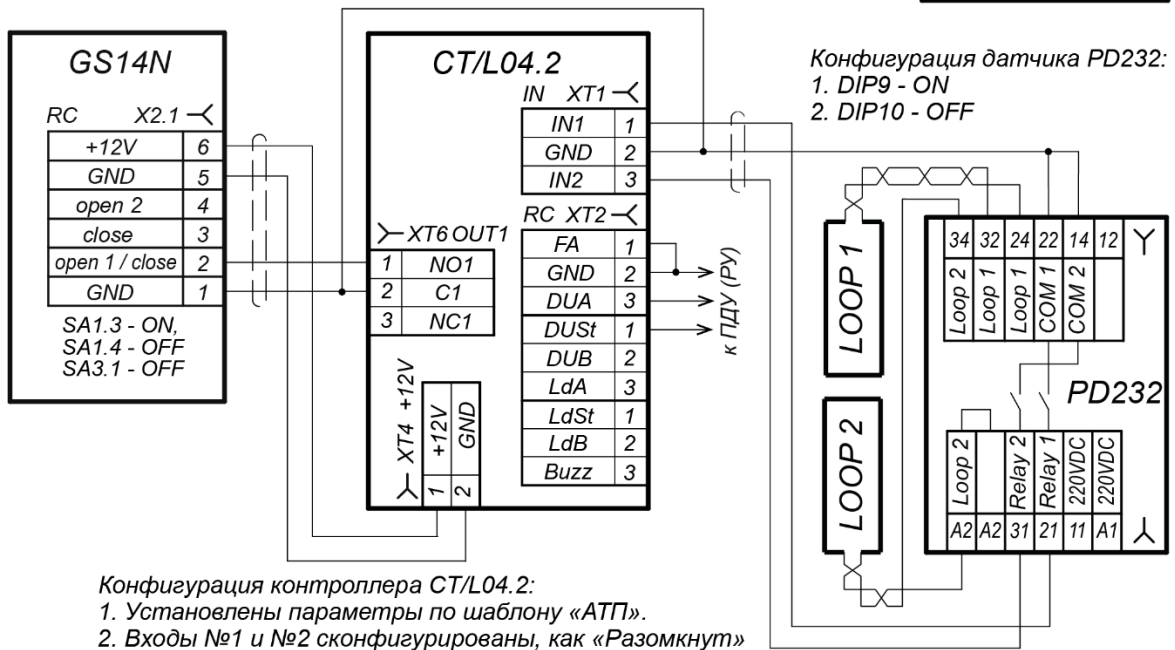 GS14N
RC X2.1
+12V 6
GND 5
open 2 4
close 3
open 1 / close 2
GND 1
SA1.3 - ON,
SA1.4 - OFF
SA3.1 - OFF
CT/L04.2
IN XT1
IN1 1
GND 2
IN2 3
RC XT2
FA 1
GND 2
DUA 3
DUSt 1
DUB 2
LdA 3
LdSt 1
LdB 2
Buzz 3
XT6 OUT1
1 NO1
2 C1
3 NC1
XT4 +12V
+12V 1
GND 2
к ПДУ (РУ)
Конфигурация датчика PD232:
1. DIP9 - ON
2. DIP10 - OFF
LOOP 1
LOOP 2
34 32 24 22 14 12
Loop 2
Loop 1
Loop 1
COM 1
COM 2
PD232
Loop 2
Relay 2
Relay 1
220VDC
220VDC
A2 A2 31 21 11 A1
Конфигурация контроллера CT/L04.2:
1. Установлены параметры по шаблону «АТП».
2. Входы №1 и №2 сконфигурированы, как «Разомкнут»